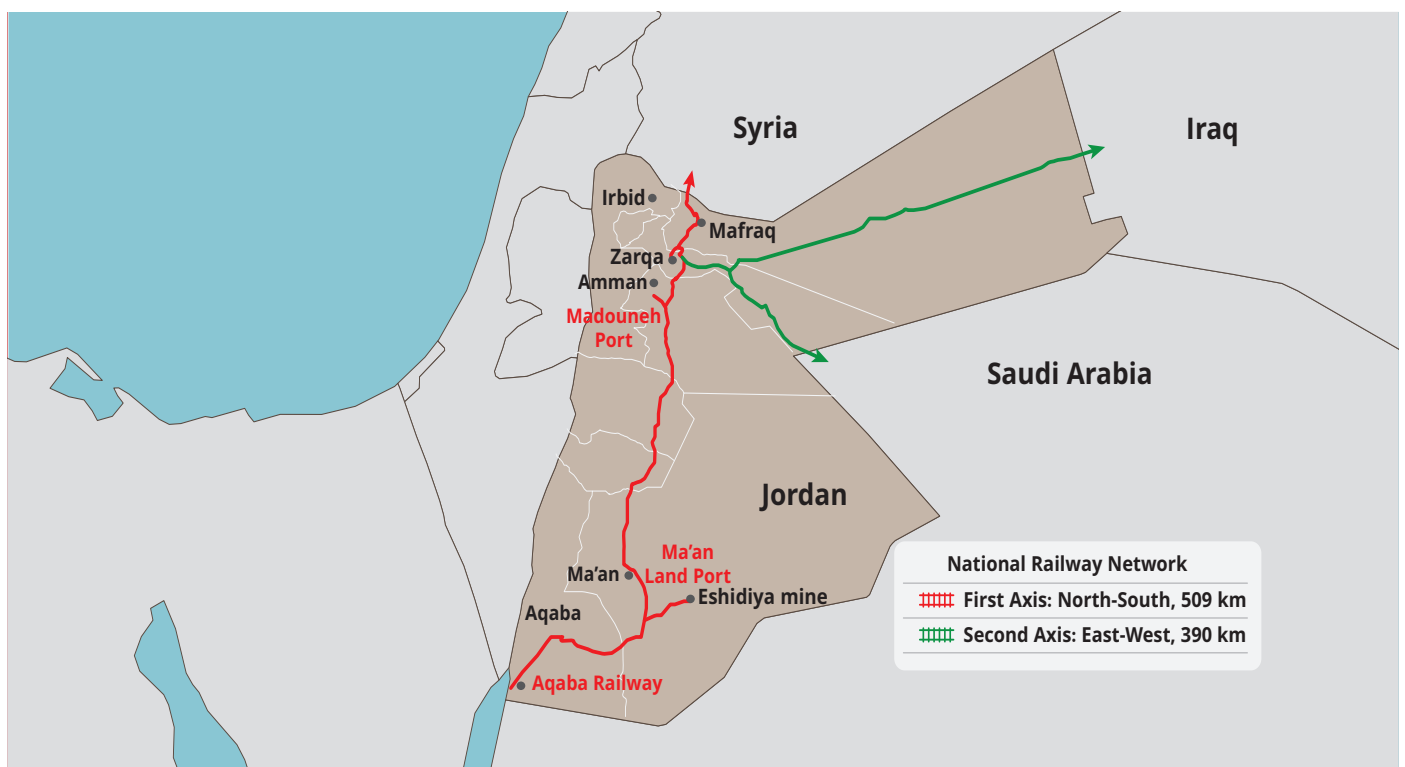 Syria
Iraq
Irbid
Mafraq
Zarqa
Amman
Madouneh
Port
Saudi Arabia
Jordan
Ma’an
Land Port
Ma’an
Eshidiya mine
Aqaba
Aqaba Railway
National Railway Network
First Axis: North-South, 509 km
Second Axis: East-West, 390 km